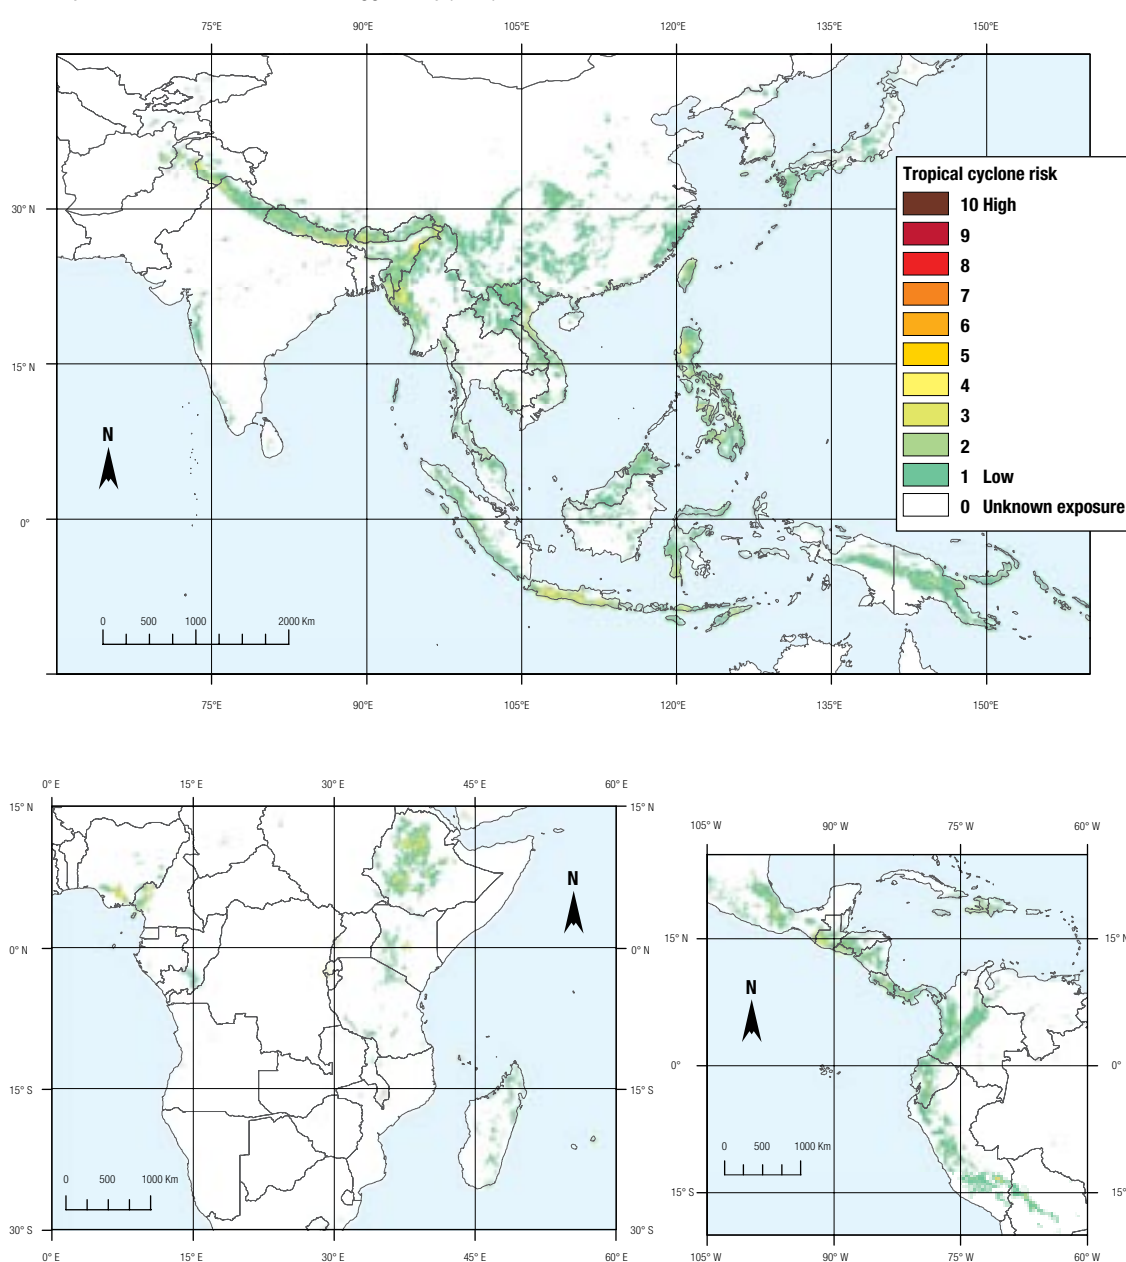 75°E 90°E 105°E 120°E 135°E 150°E
Tropical cyclone risk
10 High
9
8
7
6
5
4
3
2
1 Low
0 Unknown exposure
30° N
15° N
N
0°
0 500 1000 2000 Km
75°E 90°E 105°E 120°E 135°E 150°E
0° E 15° E 30° E 45° E 60° E
15° N 15° N
N
0° N 0° N
15° S 15° S
0 500 1000 Km
30° S 30° S
0° E 15° E 30° E 45° E 60° E
105° W 90° W 75° W 60° W
15° N 15° N
N
0° 0°
0 500 1000 Km
15° S 15°
105° W 90° W 75° W 60° W